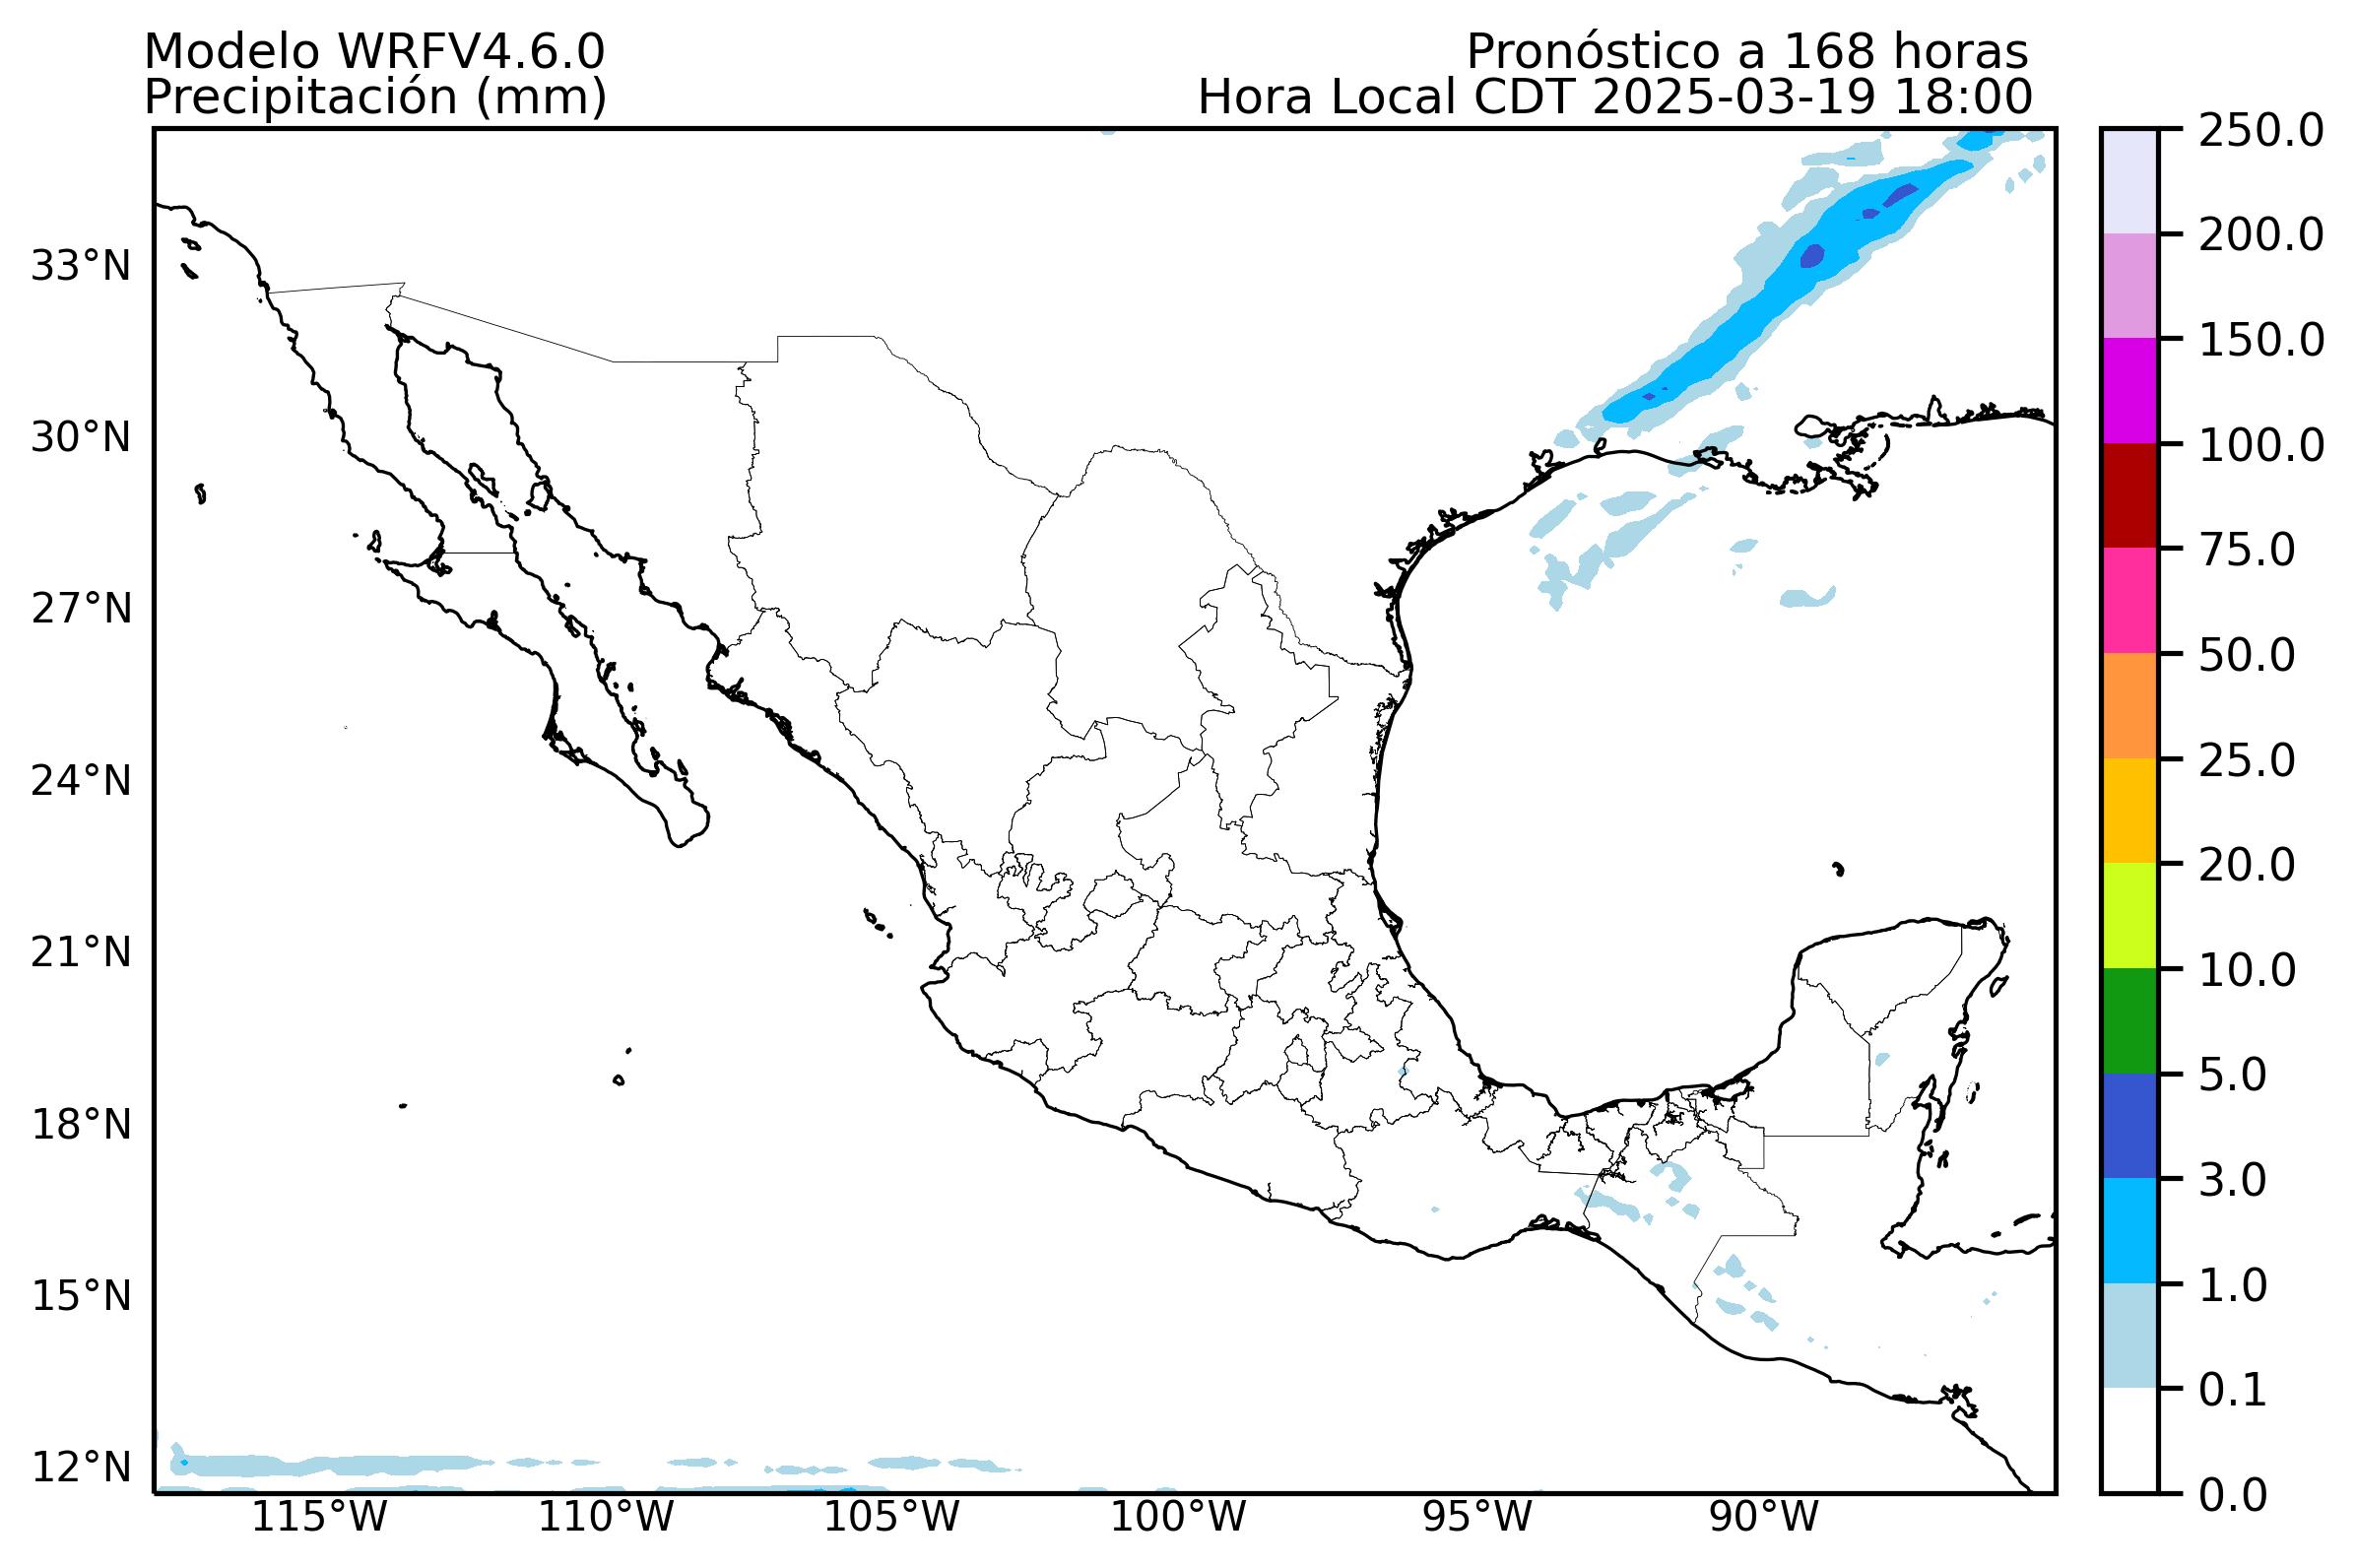 Modelo WRFV4.6.0
Precipitación (mm)
Pronóstico a 168 horas
Hora Local CDT 2025-03-19 18:00
33°N
30°N
27°N
24°N
21°N
18°N
15°N
12°N
115°W
110°W
105°W
100°W
95°W
90°W
250.0
200.0
150.0
100.0
75.0
50.0
25.0
20.0
10.0
5.0
3.0
1.0
0.1
0.0